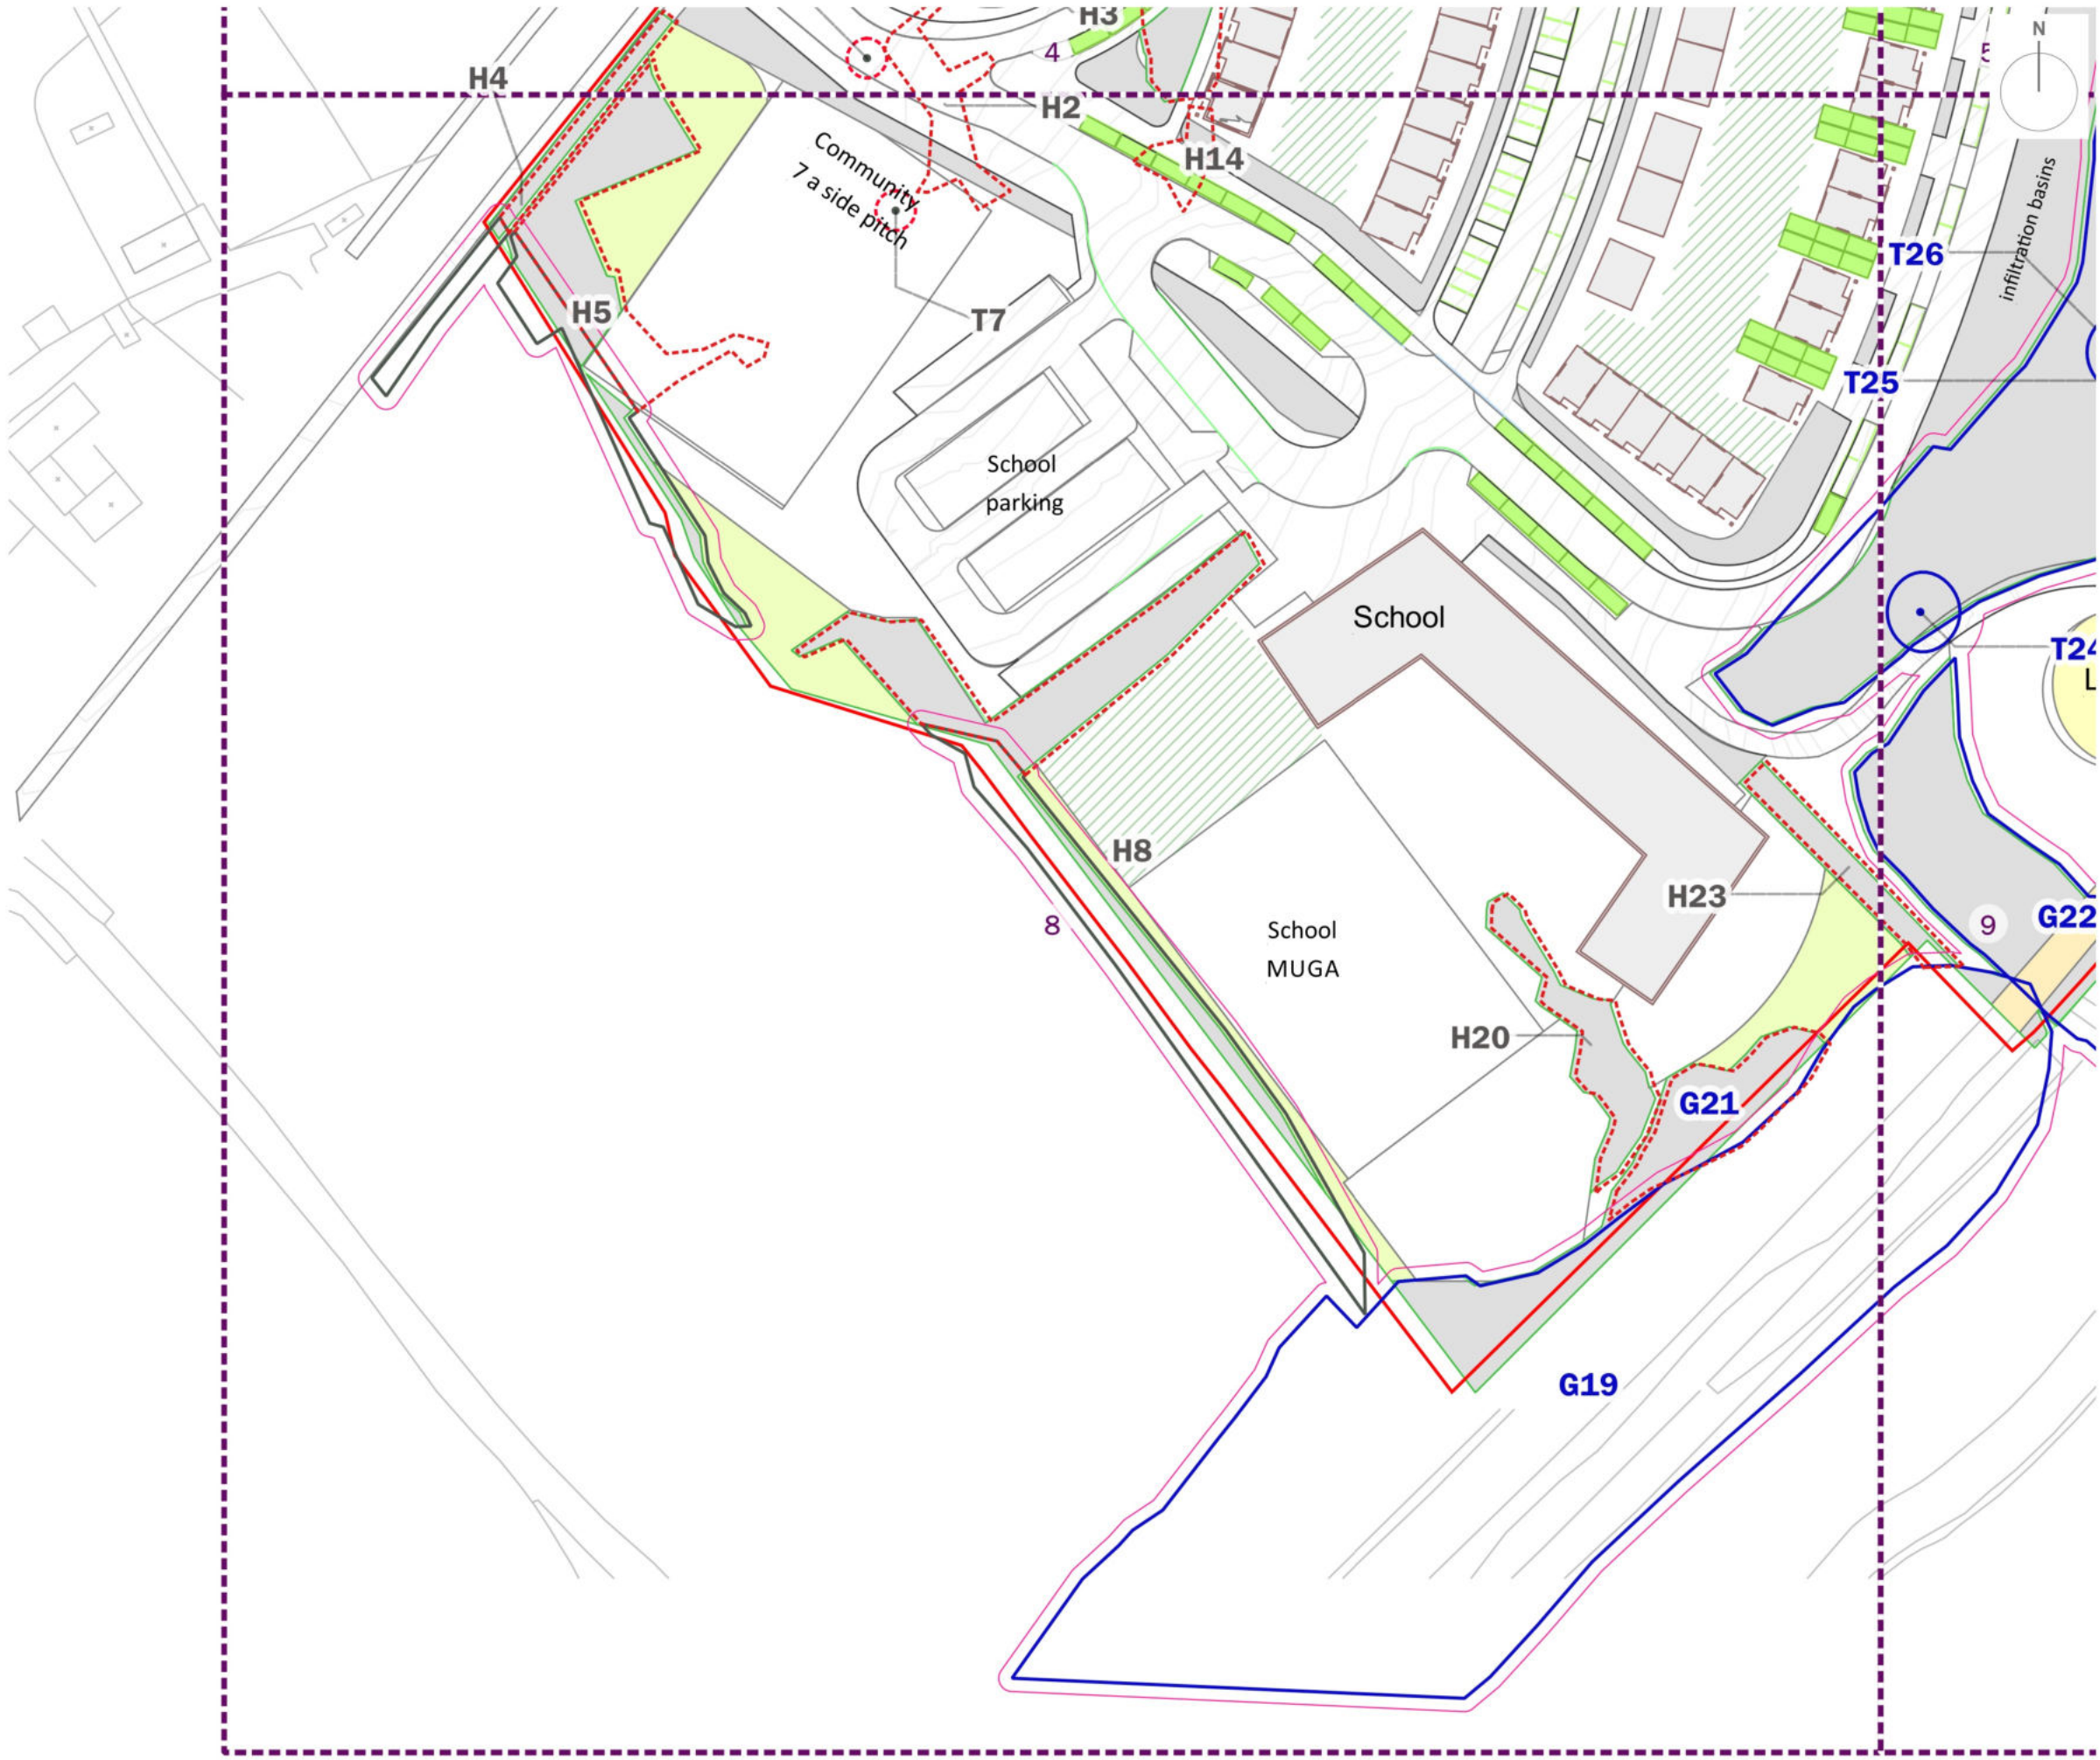 H3
N
4
5
H4
H2
Community
7 a side pitch
H14
infiltration basins
T26
H5
T7
T25
School
parking
School
T24
L
H8
H23
9
G22
8
School
MUGA
H20
G21
G19